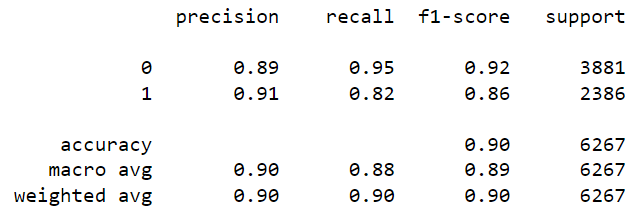 precision recall f1-score support
0 0.89 0.95 0.92 3881
1 0.91 0.82 0.86 2386
accuracy 0.90 6267
macro avg 0.90 0.88 0.89 6267
weighted avg 0.90 0.90 0.90 6267